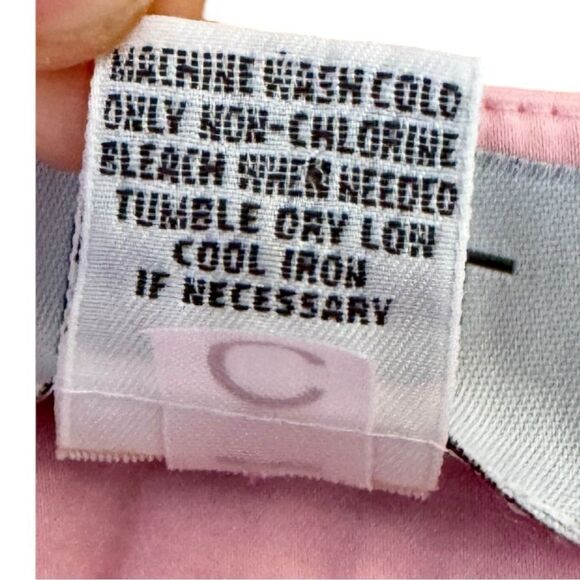 MACHINE WASH COLD
ONLY NON-CHLORINE
BLEACH WHEN NEEDED
TUMBLE DRY LOW
COOL IRON
IF NECESSARY
C